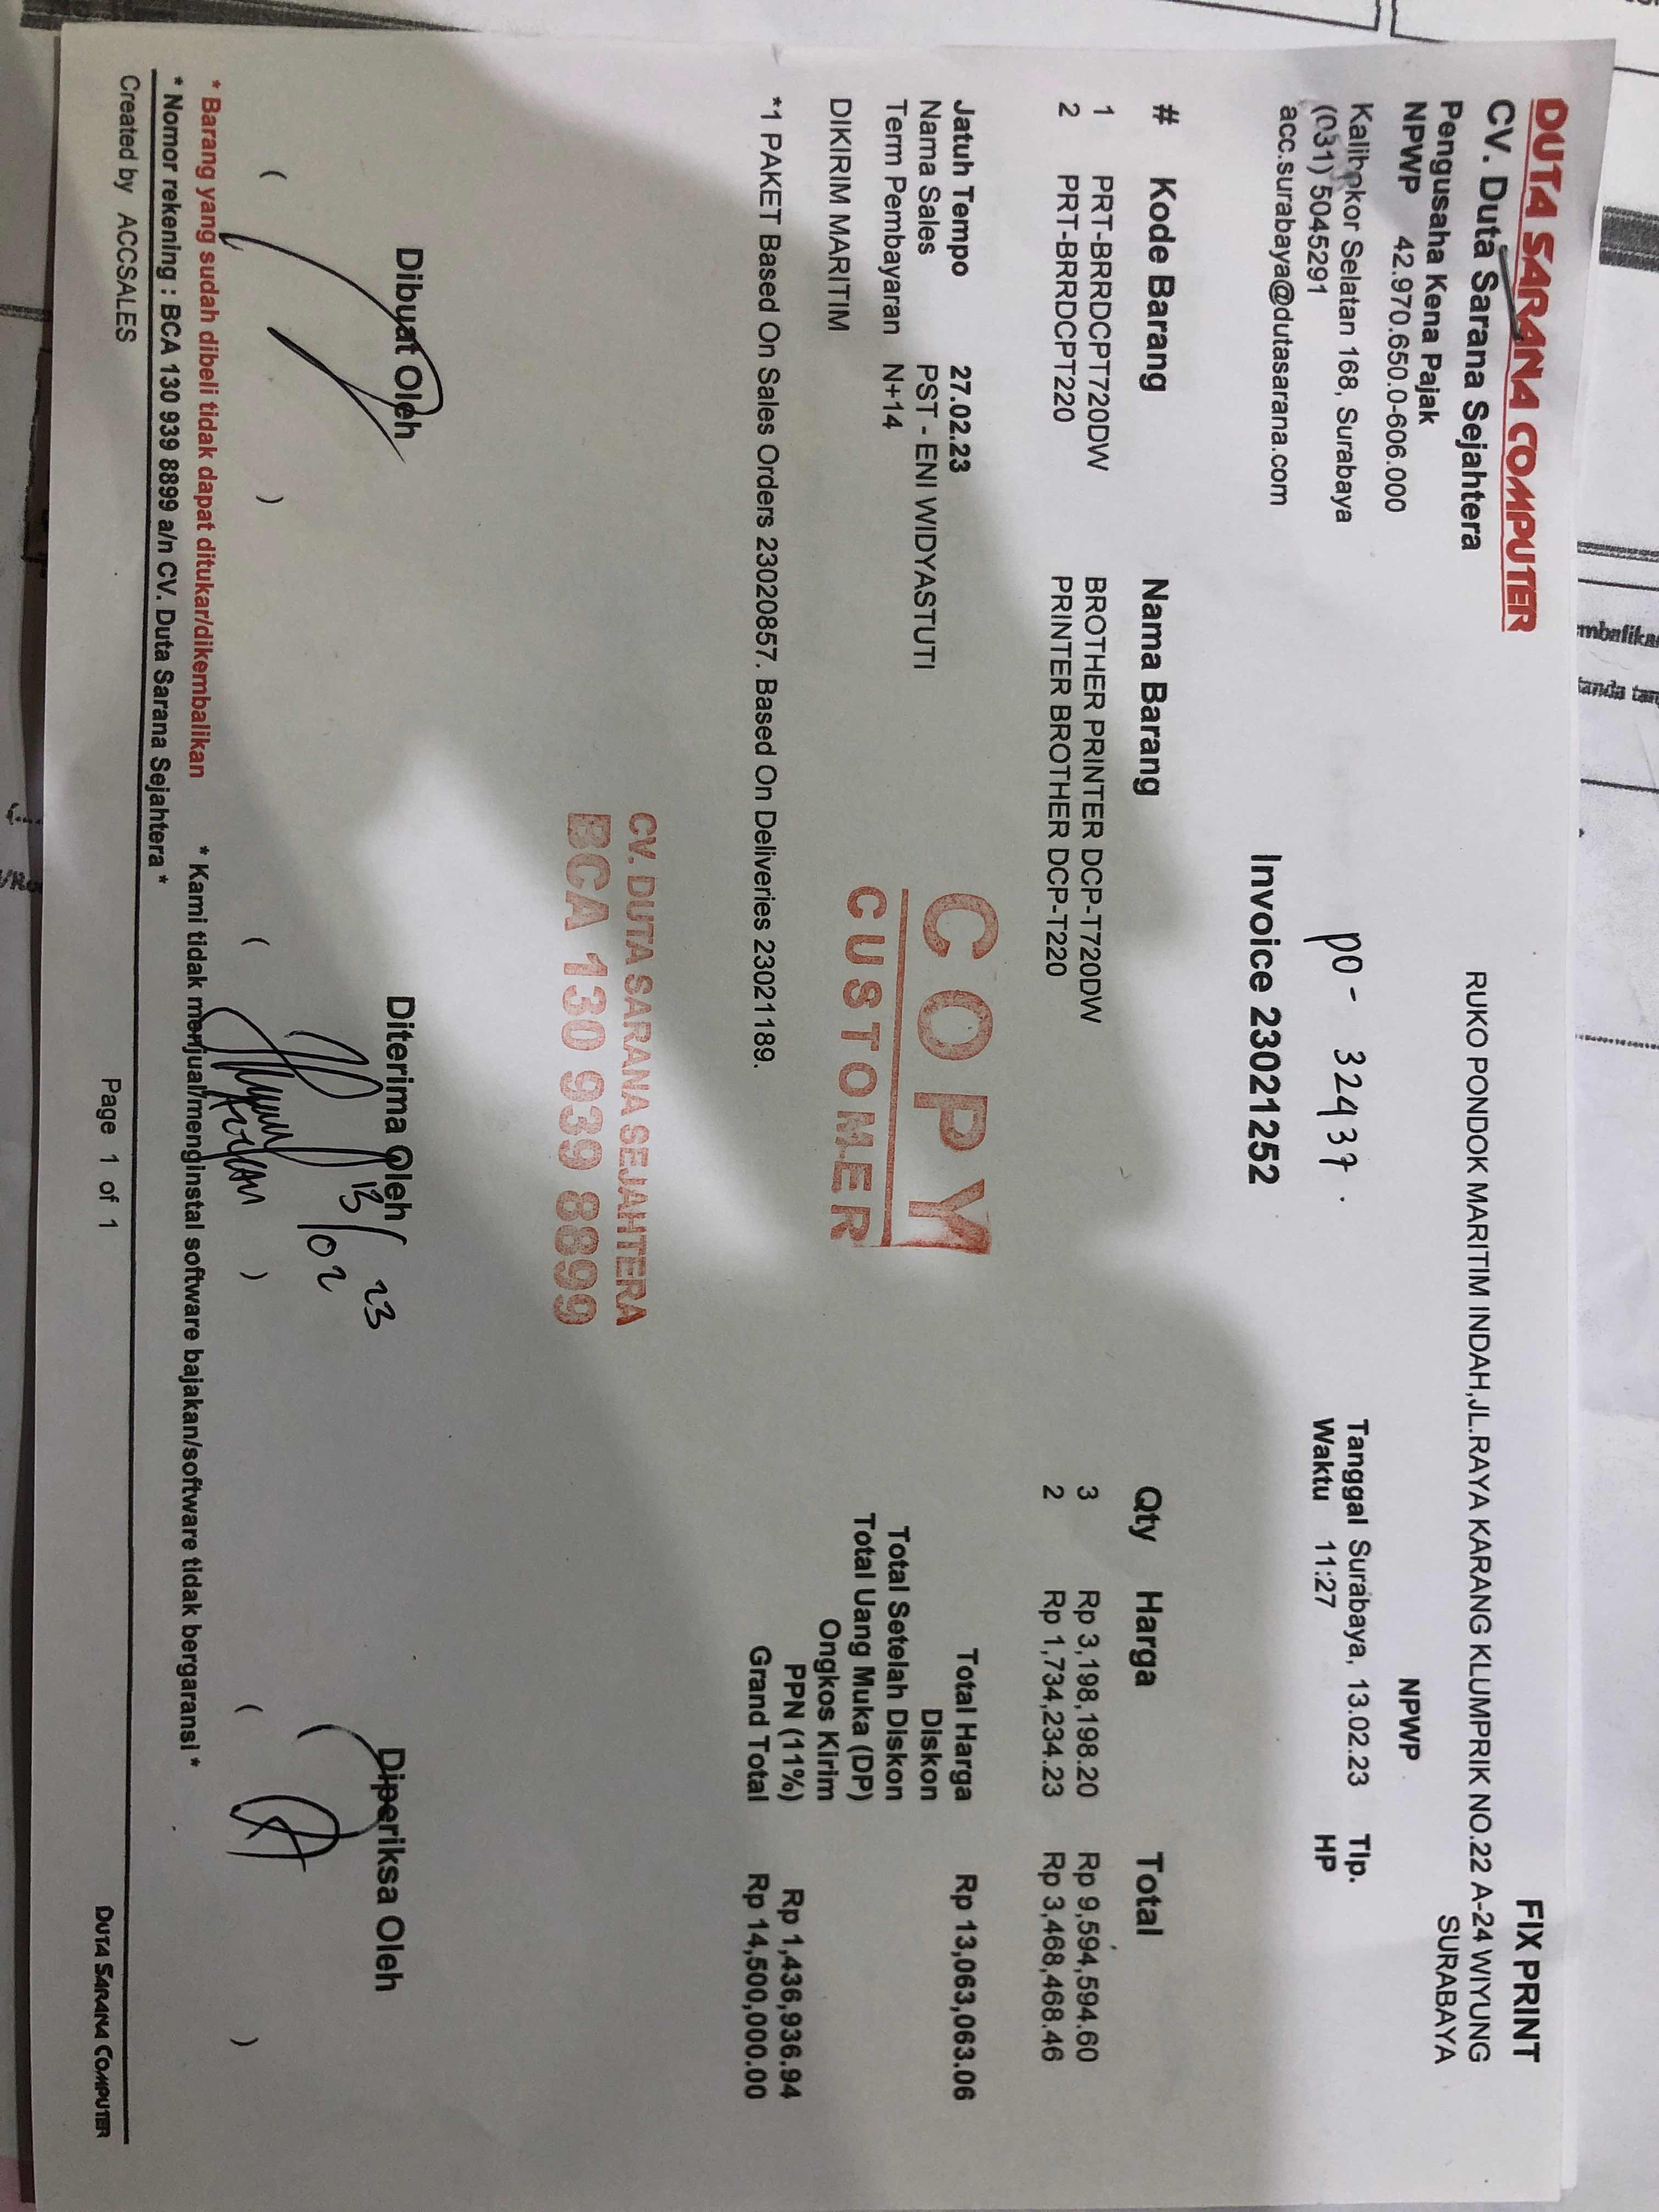 DUTA SARANA COMPUTER
CV. Duta Sarana Sejahtera
Pengusaha Kena Pajak
NPWP 42.970.650.0-606.000
Kalibokor Selatan 168, Surabaya
(031) 5045291
acc.surabaya@dutasarana.com
FIX PRINT
RUKO PONDOK MARITIM INDAH,JL.RAYA KARANG KLUMPRIK NO.22 A-24 WIYUNG
SURABAYA
NPWP
Tanggal Surabaya, 13.02.23 Tlp.
Waktu 11:27 HP
PO - 32437.
Invoice 23021252
# Kode Barang Nama Barang Qty Harga Total
1 PRT-BRRDCPT720DW BROTHER PRINTER DCP-T720DW 3 Rp 3,198,198.20 Rp 9,594,594.60
2 PRT-BRRDCPT220 PRINTER BROTHER DCP-T220 2 Rp 1,734,234.23 Rp 3,468,468.46
Jatuh Tempo 27.02.23
Nama Sales PST - ENI WIDYASTUTI
Term Pembayaran N+14
DIKIRIM MARITIM
*1 PAKET Based On Sales Orders 23020857. Based On Deliveries 23021189.
COPY
CUSTOMER
Total Harga Rp 13,063,063.06
Diskon
Total Setelah Diskon
Total Uang Muka (DP)
Ongkos Kirim
PPN (11%) Rp 1,436,936.94
Grand Total Rp 14,500,000.00
CV. DUTA SARANA SEJAHTERA
BCA 130 939 8899
Dibuat Oleh Diterima Oleh Diperiksa Oleh
13/02 23
( ) ( ) ( )
* Barang yang sudah dibeli tidak dapat ditukar/dikembalikan * Kami tidak menjual/menginstal software bajakan/software tidak bergaransi *
* Nomor rekening : BCA 130 939 8899 a/n CV. Duta Sarana Sejahtera *
Created by ACCSALES Page 1 of 1 DUTA SARANA COMPUTER